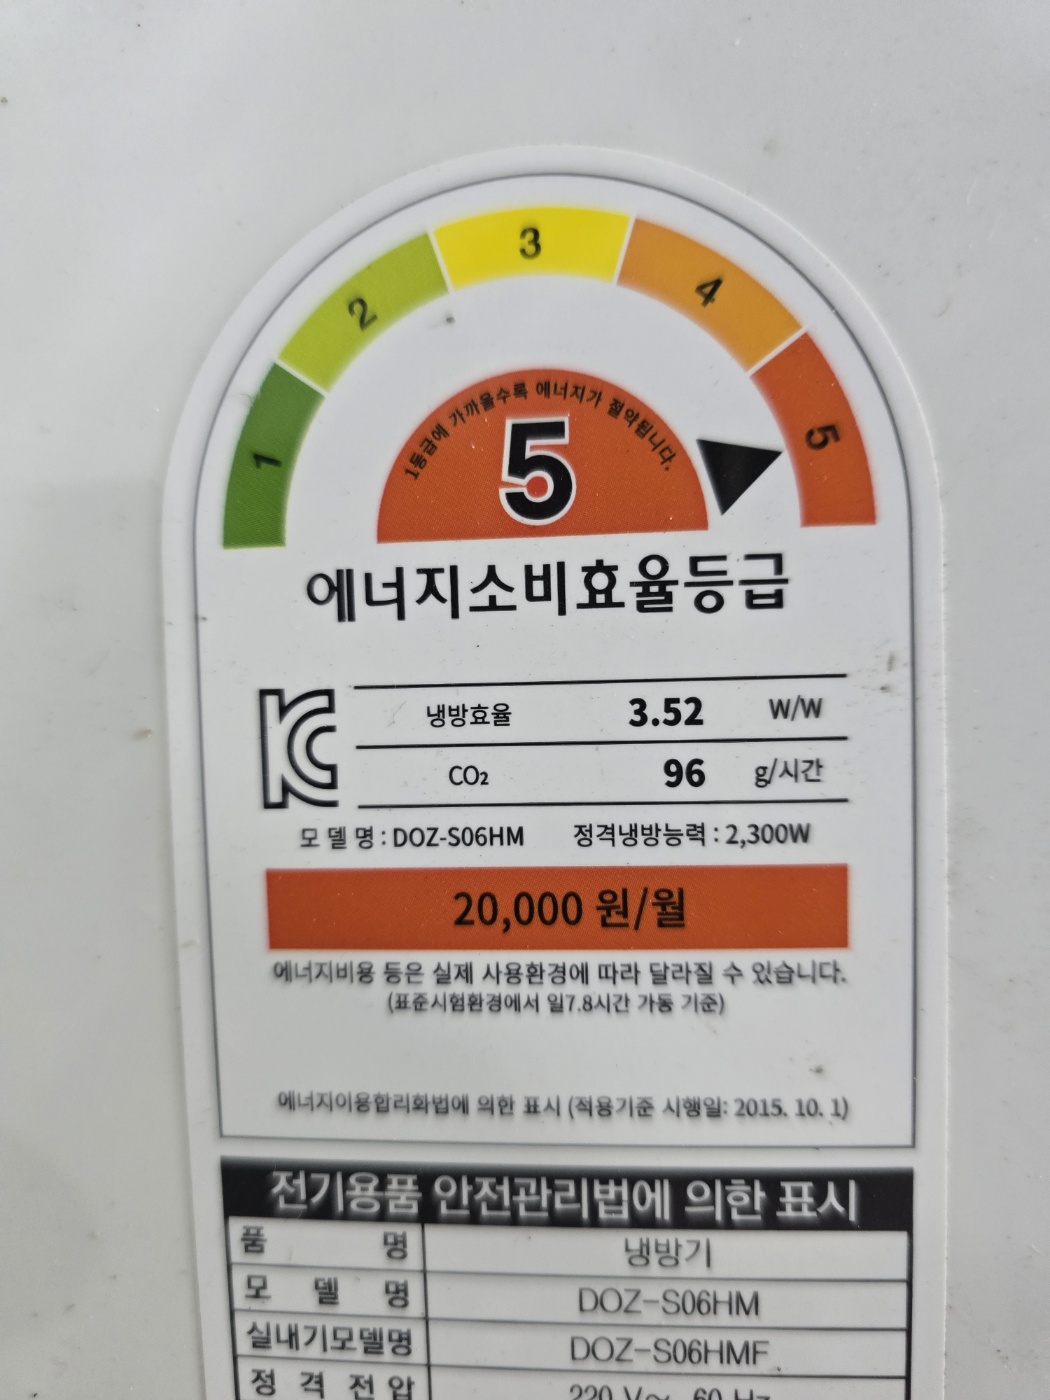 1 2 3 4 5
1등급에 가까울수록 에너지가 절약됩니다.
5
에너지소비효율등급
냉방효율 3.52 W/W
CO₂ 96 g/시간
모 델 명 : DOZ-S06HM 정격냉방능력 : 2,300W
20,000 원/월
에너지비용 등은 실제 사용환경에 따라 달라질 수 있습니다.
(표준시험환경에서 일7.8시간 가동 기준)
에너지이용합리화법에 의한 표시 (적용기준 시행일: 2015. 10. 1)
전기용품 안전관리법에 의한 표시
품 명 냉방기
모 델 명 DOZ-S06HM
실내기모델명 DOZ-S06HMF
정 격 전 압 220 V~ 60 Hz